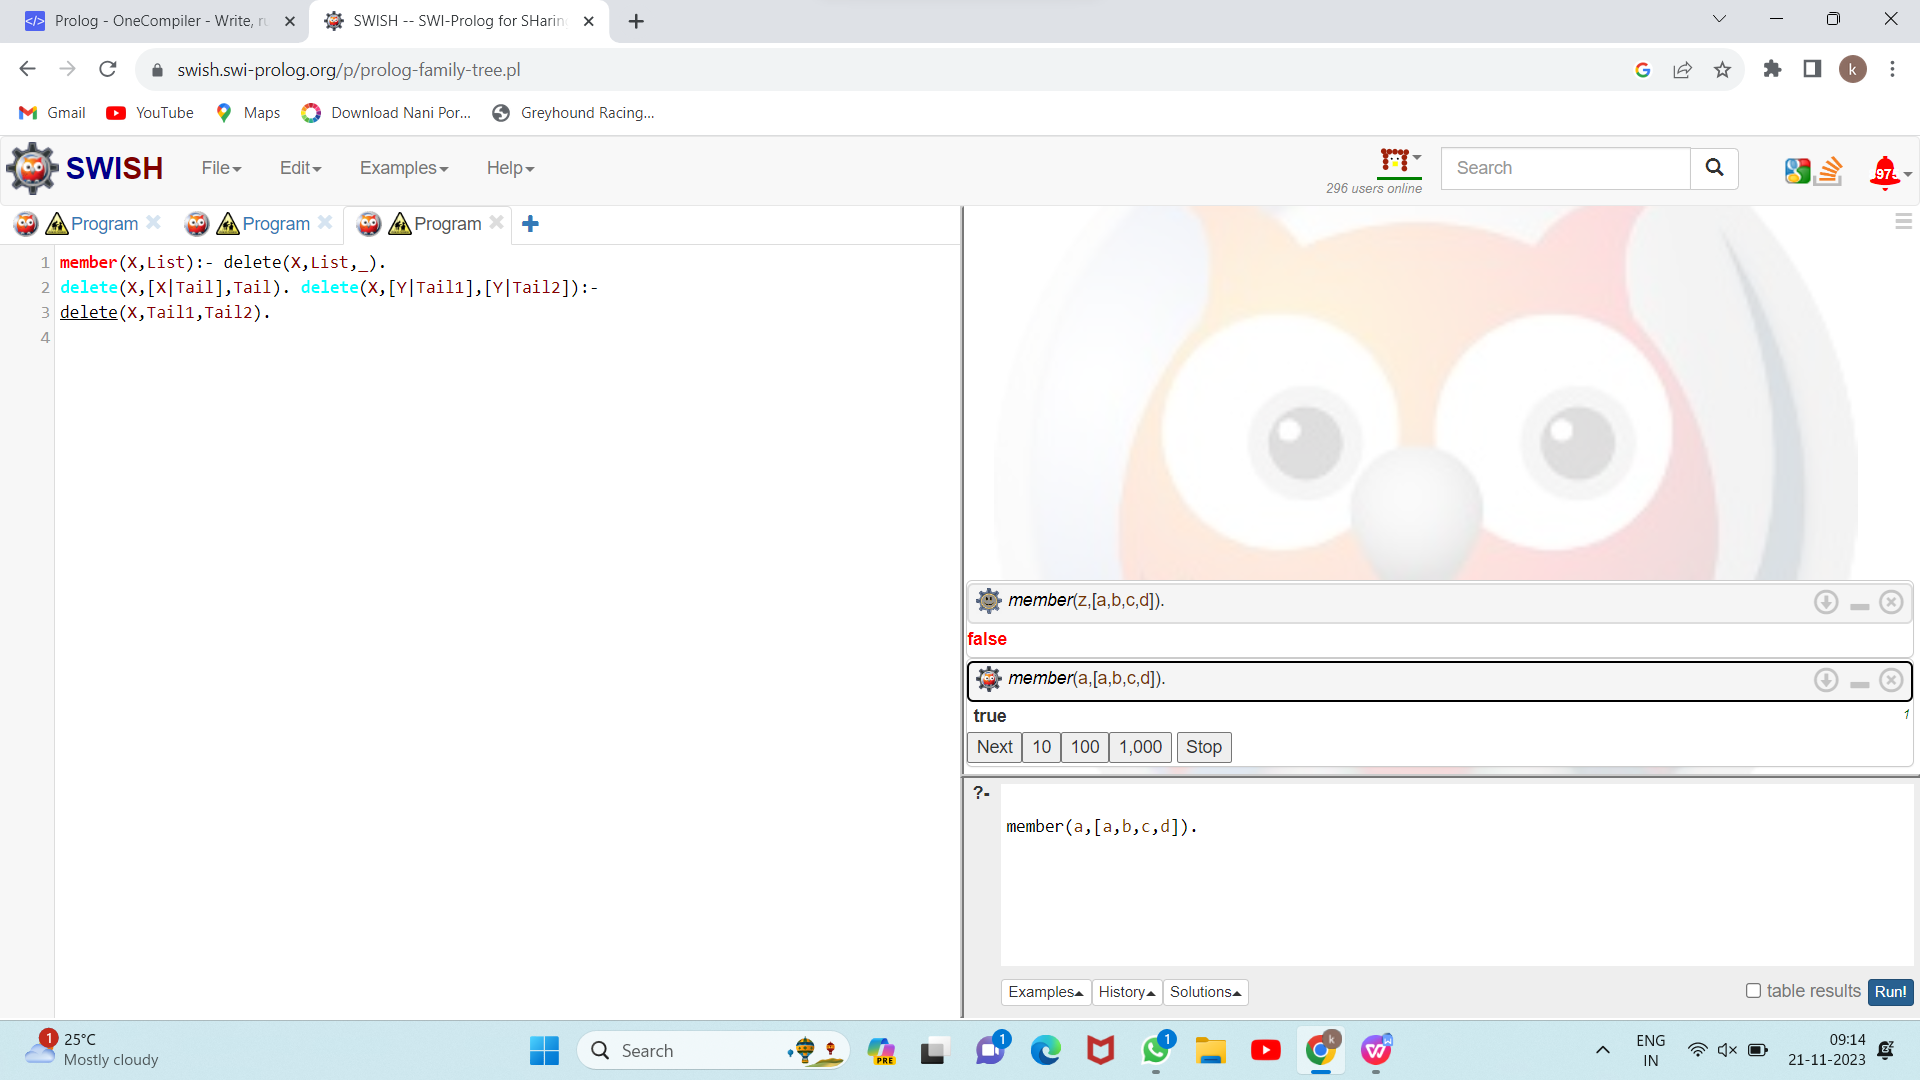 Prolog - OneCompiler - Write, ru
SWISH -- SWI-Prolog for SHarin
swish.swi-prolog.org/p/prolog-family-tree.pl
k
Gmail
YouTube
Maps
Download Nani Por...
Greyhound Racing...
SWISH
File
Edit
Examples
Help
296 users online
Search
Program
Program
Program
1 member(X,List):- delete(X,List,_).
2 delete(X,[X|Tail],Tail). delete(X,[Y|Tail1],[Y|Tail2]):-
3 delete(X,Tail1,Tail2).
4
member(z,[a,b,c,d]).
false
member(a,[a,b,c,d]).
true 1
Next 10 100 1,000 Stop
?-
member(a,[a,b,c,d]).
Examples History Solutions
table results Run!
1 25°C
Mostly cloudy
Search
PRE
1
1
k
ENG
IN
09:14
21-11-2023